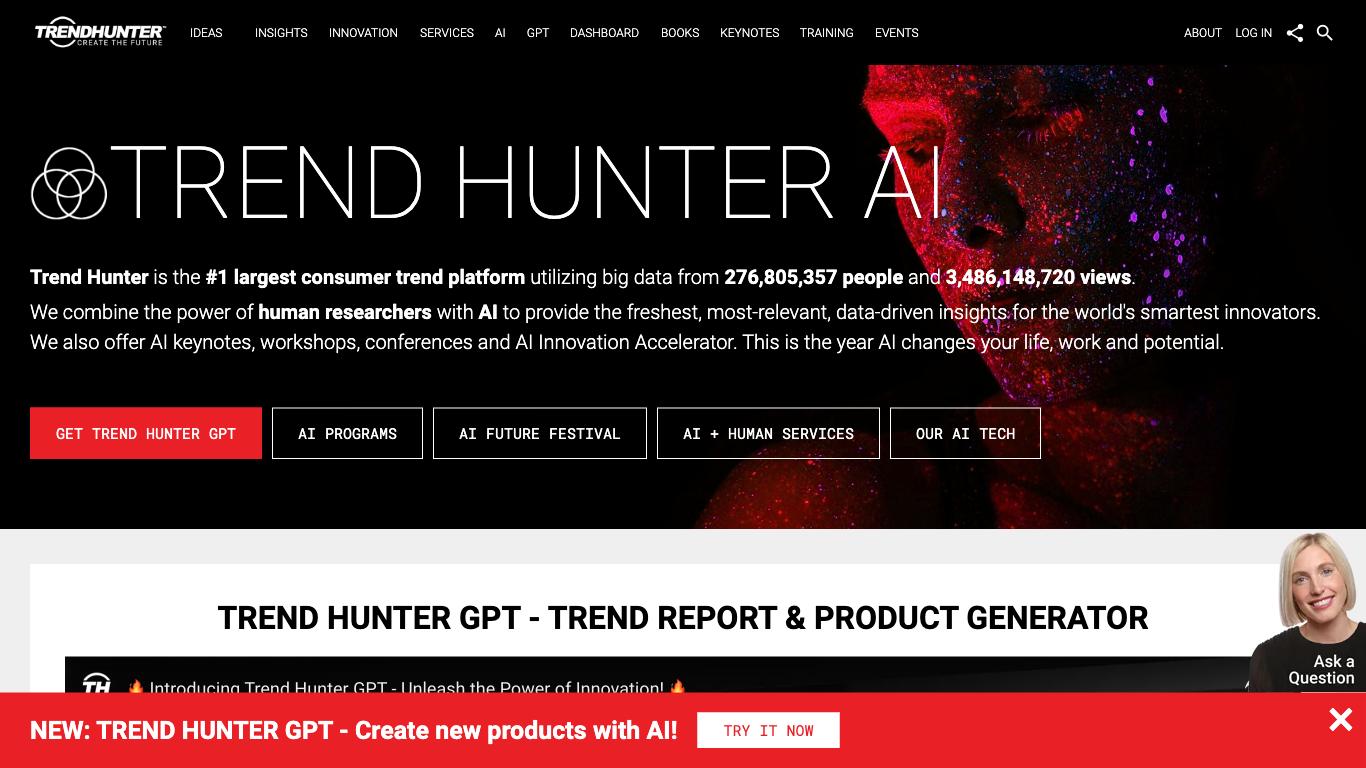 TRENDHUNTER
CREATE THE FUTURE
IDEAS INSIGHTS INNOVATION SERVICES AI GPT DASHBOARD BOOKS KEYNOTES TRAINING EVENTS ABOUT LOG IN
TREND HUNTER AI
Trend Hunter is the #1 largest consumer trend platform utilizing big data from 276,805,357 people and 3,486,148,720 views.
We combine the power of human researchers with AI to provide the freshest, most-relevant, data-driven insights for the world's smartest innovators.
We also offer AI keynotes, workshops, conferences and AI Innovation Accelerator. This is the year AI changes your life, work and potential.
GET TREND HUNTER GPT AI PROGRAMS AI FUTURE FESTIVAL AI + HUMAN SERVICES OUR AI TECH
TREND HUNTER GPT - TREND REPORT & PRODUCT GENERATOR
TH 🔥 Introducing Trend Hunter GPT - Unleash the Power of Innovation! 🔥
Ask a
Question
NEW: TREND HUNTER GPT - Create new products with AI! TRY IT NOW